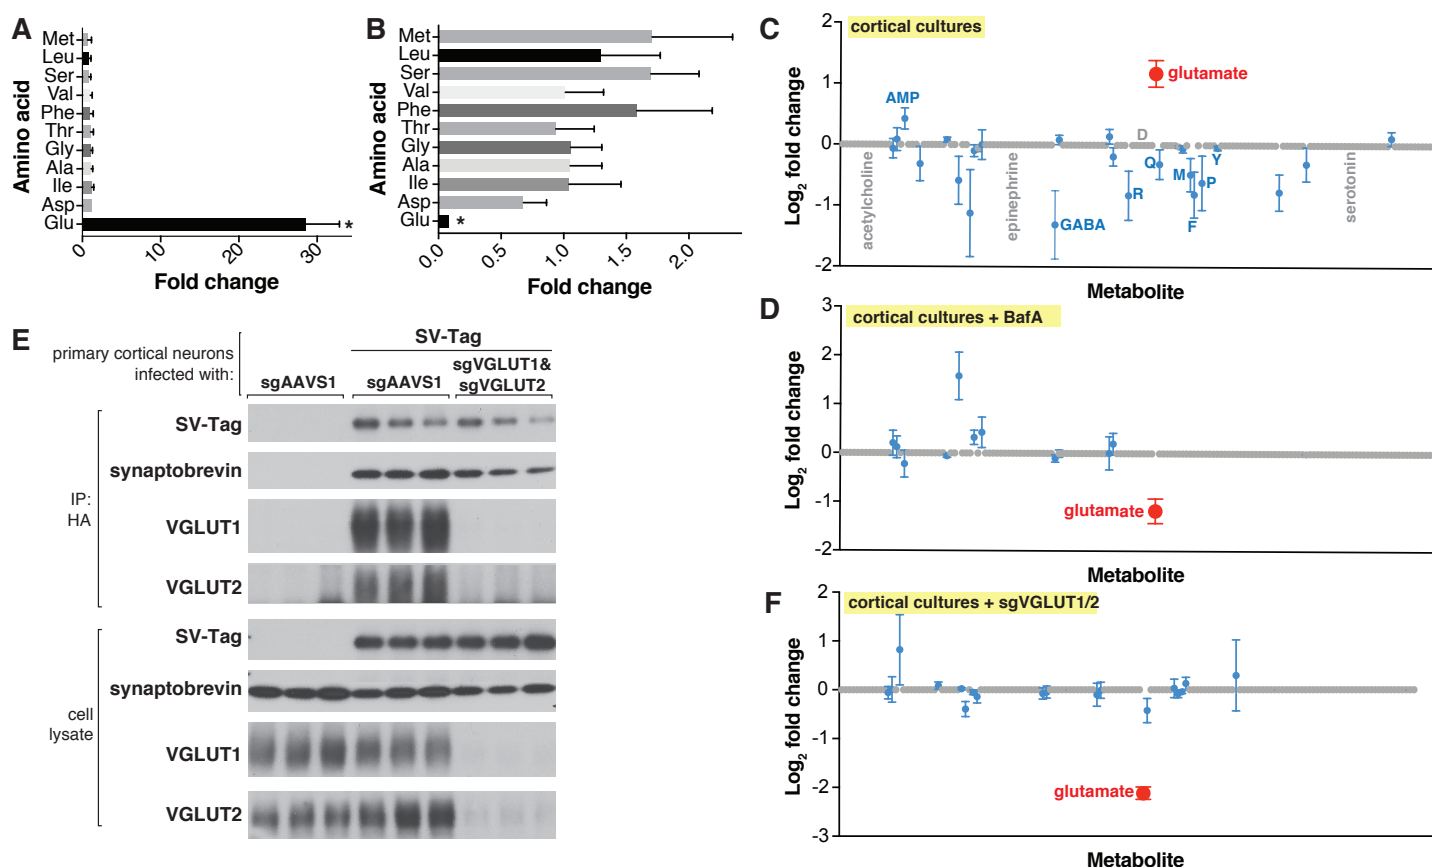 A
Amino acid
Met
Leu
Ser
Val
Phe
Thr
Gly
Ala
Ile
Asp
Glu
*
0
10
20
30
Fold change
B
Amino acid
Met
Leu
Ser
Val
Phe
Thr
Gly
Ala
Ile
Asp
Glu
*
0.0
0.5
1.0
1.5
2.0
Fold change
C
cortical cultures
Log2 fold change
2
1
0
-1
-2
glutamate
AMP
D
Q
M
Y
P
R
F
GABA
acetylcholine
epinephrine
serotonin
Metabolite
D
cortical cultures + BafA
Log2 fold change
3
2
1
0
-1
-2
glutamate
Metabolite
E
SV-Tag
primary cortical neurons
infected with:
sgAAVS1
sgAAVS1
sgVGLUT1&
sgVGLUT2
IP:
HA
SV-Tag
synaptobrevin
VGLUT1
VGLUT2
cell
lysate
SV-Tag
synaptobrevin
VGLUT1
VGLUT2
F
cortical cultures + sgVGLUT1/2
Log2 fold change
2
1
0
-1
-2
-3
glutamate
Metabolite